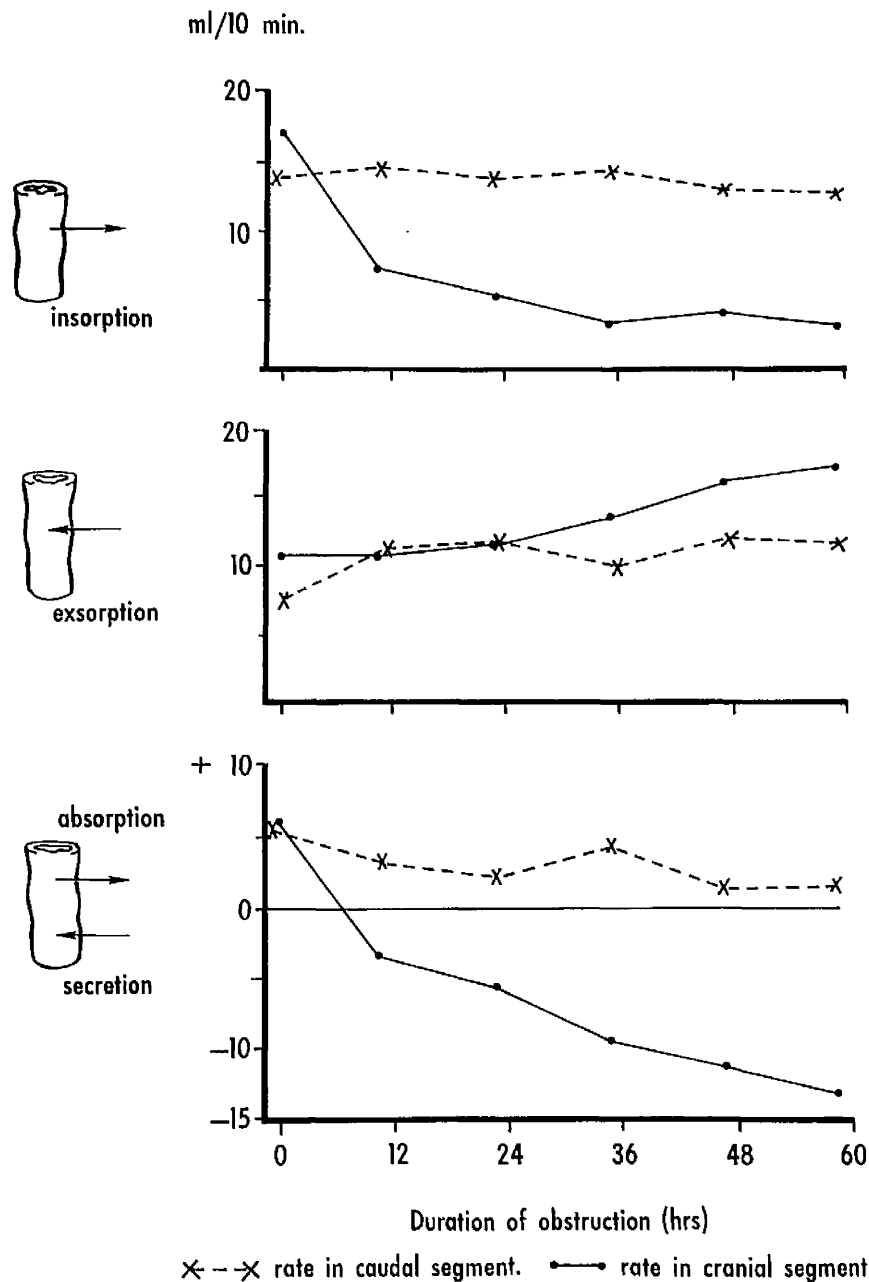 ml/10 min.
20
10
insorption
20
10
exsorption
+ 10
absorption
0
secretion
–10
–15
0 12 24 36 48 60
Duration of obstruction (hrs)
X--X rate in caudal segment. •—• rate in cranial segment